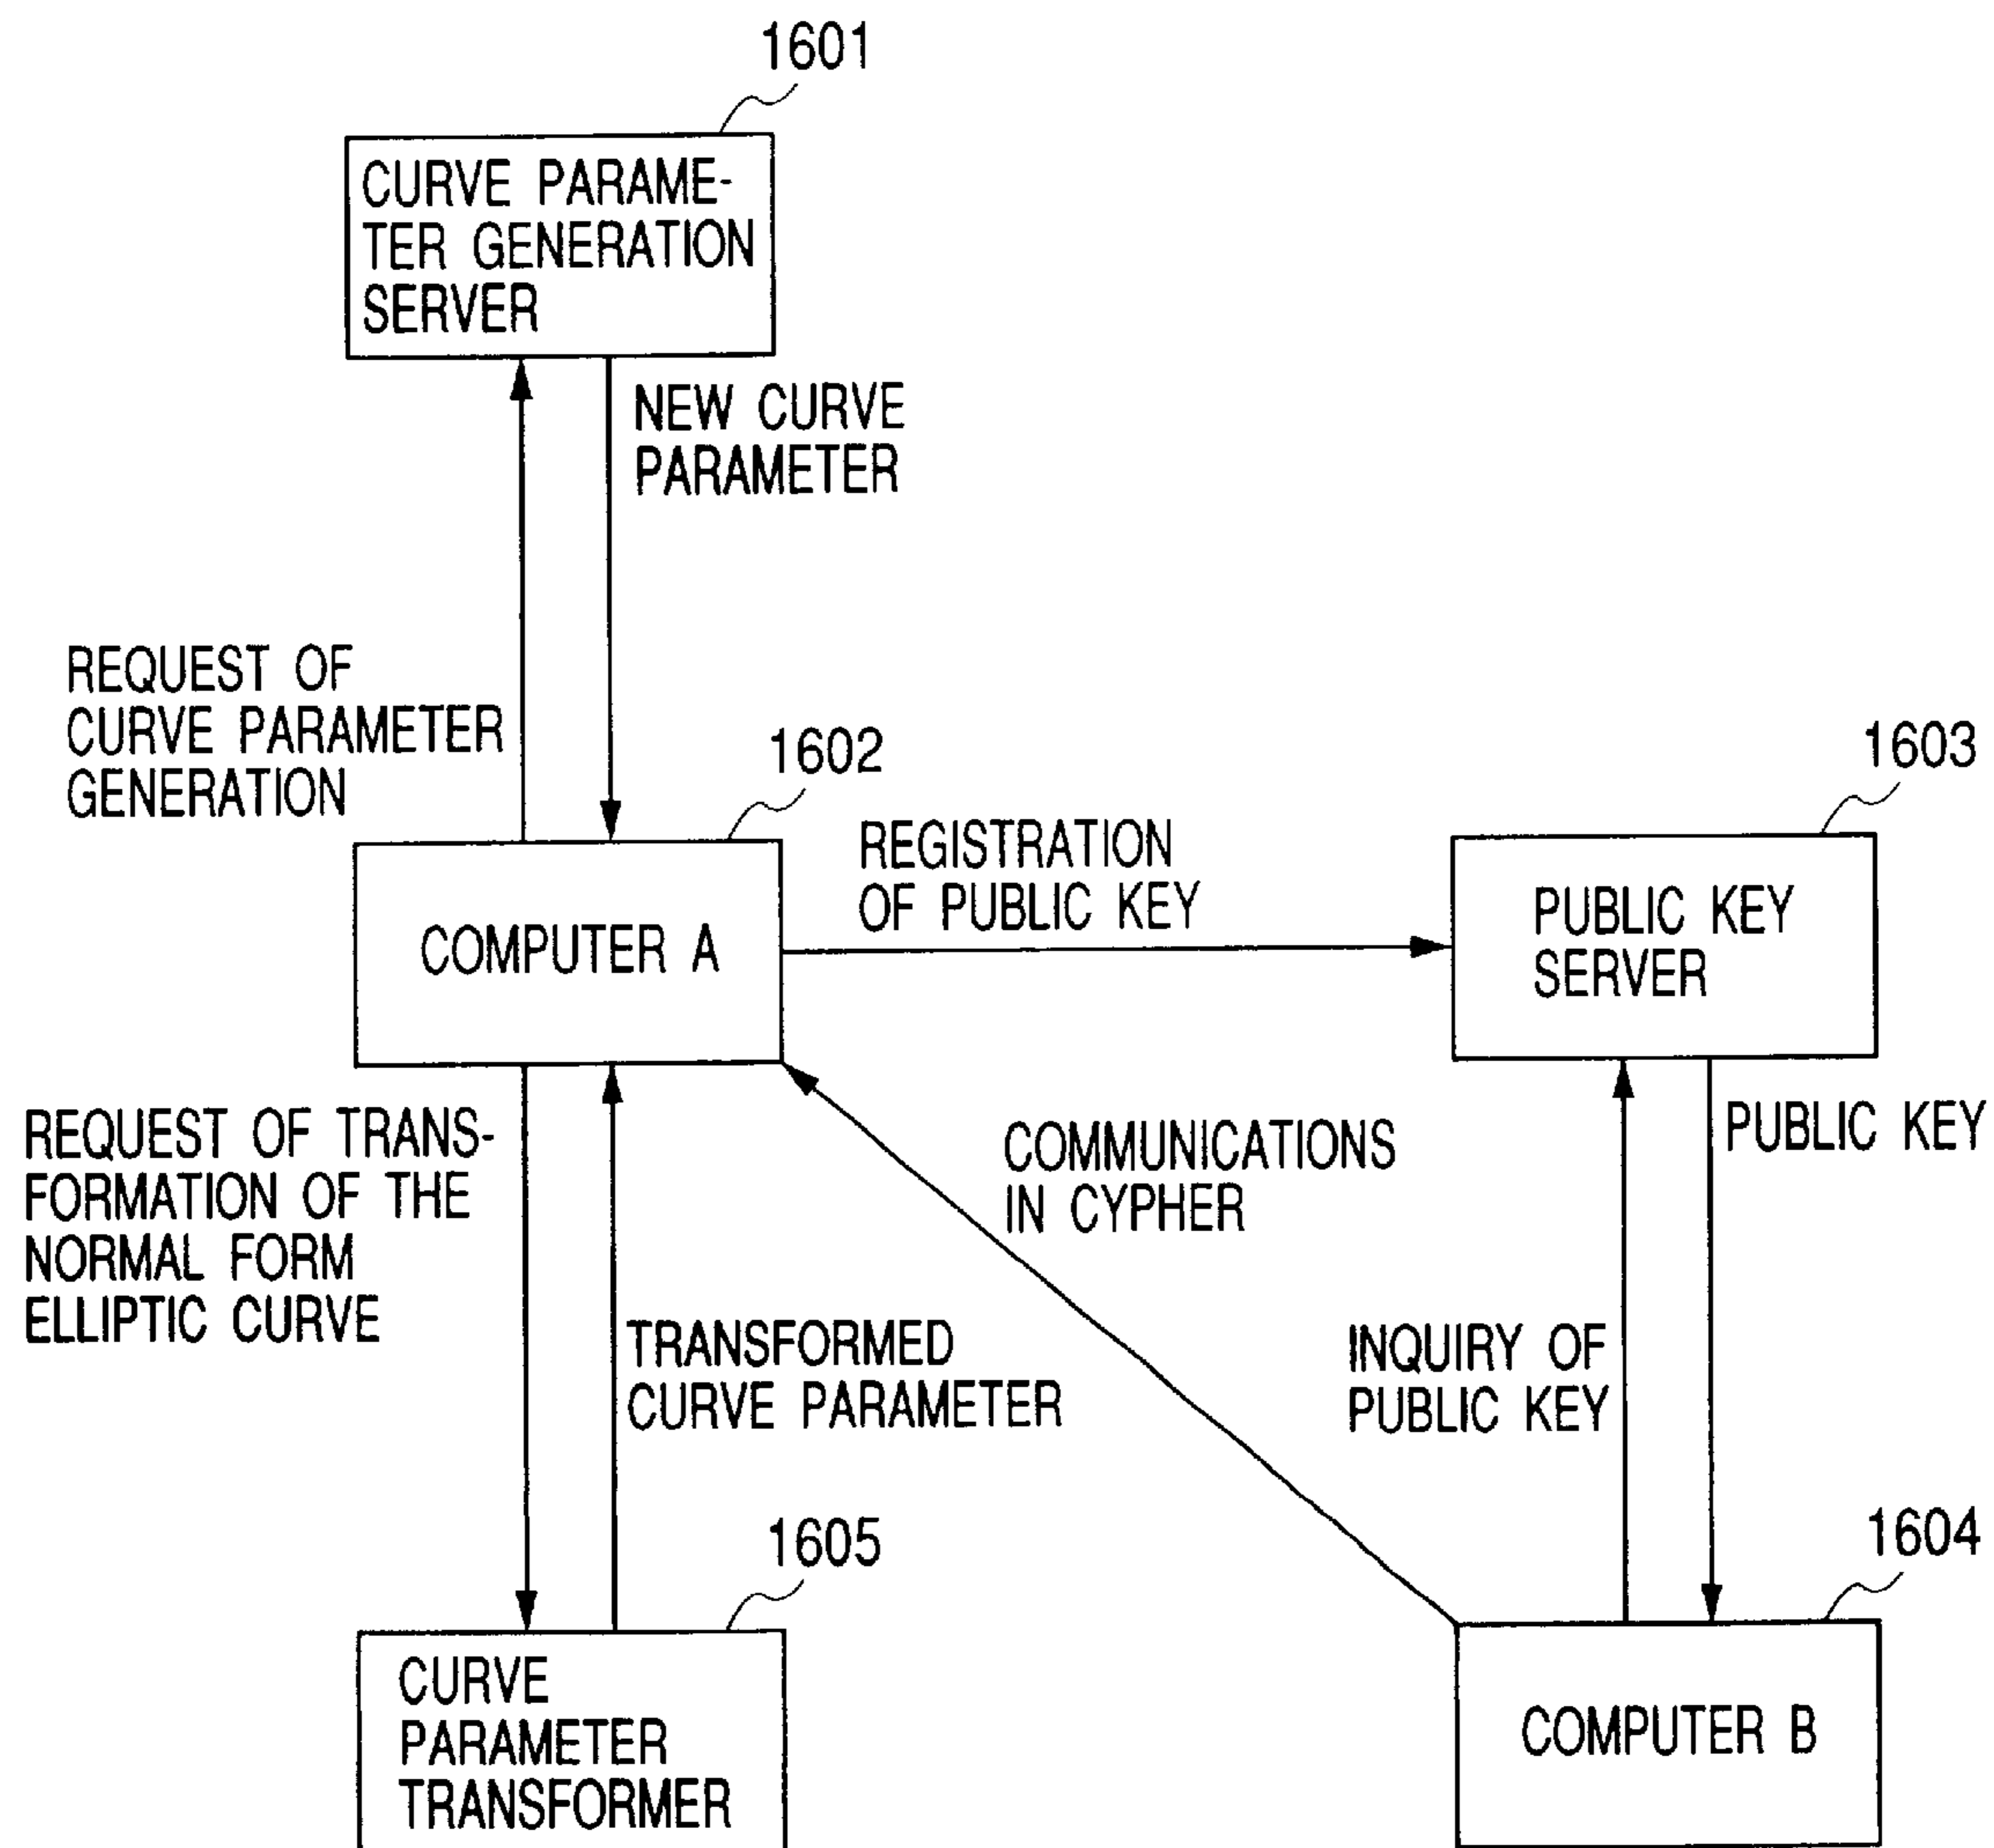 1601
CURVE PARAME-
TER GENERATION
SERVER
NEW CURVE
PARAMETER
REQUEST OF
CURVE PARAMETER
GENERATION
1602
1603
REGISTRATION
OF PUBLIC KEY
COMPUTER A
PUBLIC KEY
SERVER
REQUEST OF TRANS-
FORMATION OF THE
NORMAL FORM
ELLIPTIC CURVE
COMMUNICATIONS
IN CYPHER
PUBLIC KEY
TRANSFORMED
CURVE PARAMETER
INQUIRY OF
PUBLIC KEY
1605
1604
CURVE
PARAMETER
TRANSFORMER
COMPUTER B